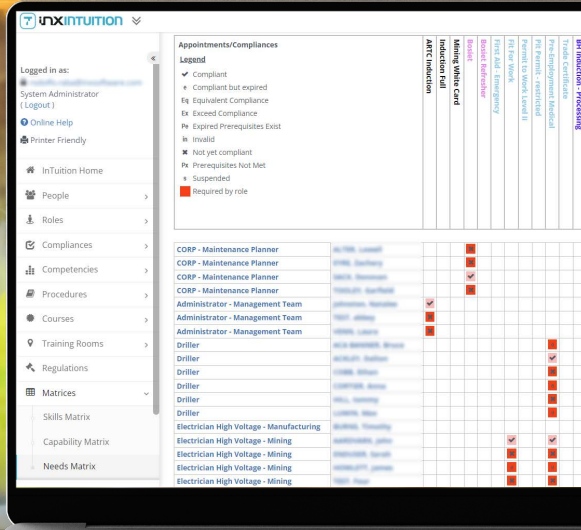 INXINTUITION
Logged in as:
System Administrator
( Logout )
Online Help
Printer Friendly
InTuition Home
People
Roles
Compliances
Competencies
Procedures
Courses
Training Rooms
Regulations
Matrices
Skills Matrix
Capability Matrix
Needs Matrix
Appointments/Compliances
Legend
Compliant
Compliant but expired
Eq Equivalent Compliance
Ex Exceed Compliance
Pe Expired Prerequisites Exist
in Invalid
Not yet compliant
Px Prerequisites Not Met
s Suspended
Required by role
ARTC Induction
Induction Full
Mining White Card
Bosiet
Bosiet Refresher
First Aid - Emergency
Fit For Work
Permit to Work Level II
Pit Permit - restricted
Pre-Employment Medical
Trade Certificate
BH Induction - Processing
CORP - Maintenance Planner
CORP - Maintenance Planner
CORP - Maintenance Planner
CORP - Maintenance Planner
Administrator - Management Team
Administrator - Management Team
Administrator - Management Team
Driller
Driller
Driller
Driller
Driller
Driller
Electrician High Voltage - Manufacturing
Electrician High Voltage - Mining
Electrician High Voltage - Mining
Electrician High Voltage - Mining
Electrician High Voltage - Mining